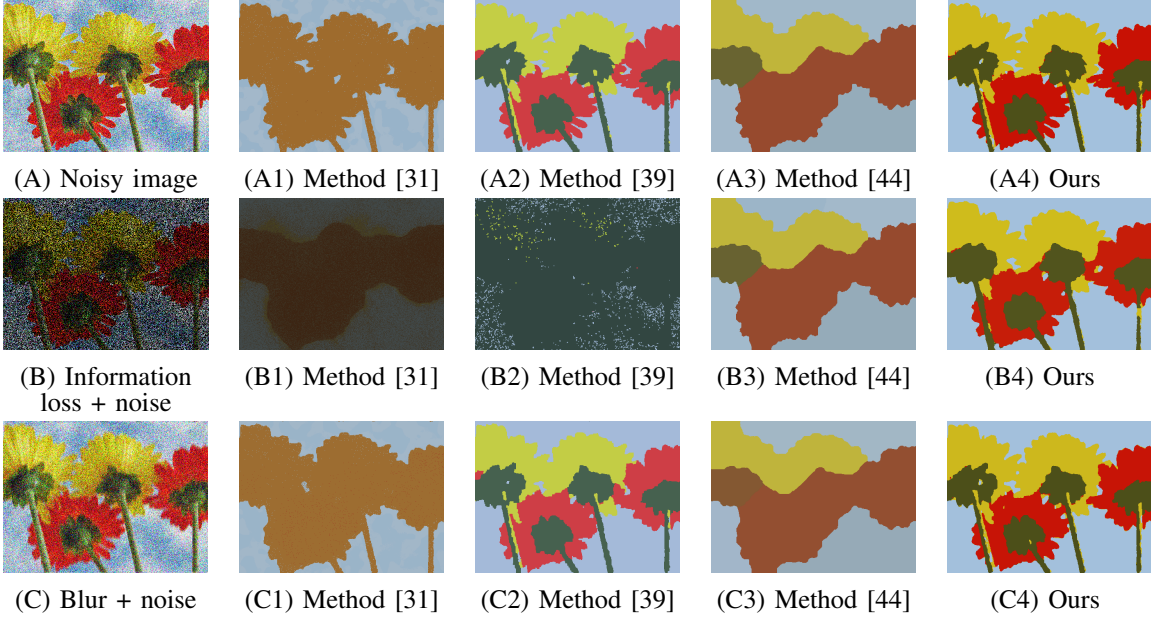 (A) Noisy image
(A1) Method [31]
(A2) Method [39]
(A3) Method [44]
(A4) Ours
(B) Information
loss + noise
(B1) Method [31]
(B2) Method [39]
(B3) Method [44]
(B4) Ours
(C) Blur + noise
(C1) Method [31]
(C2) Method [39]
(C3) Method [44]
(C4) Ours